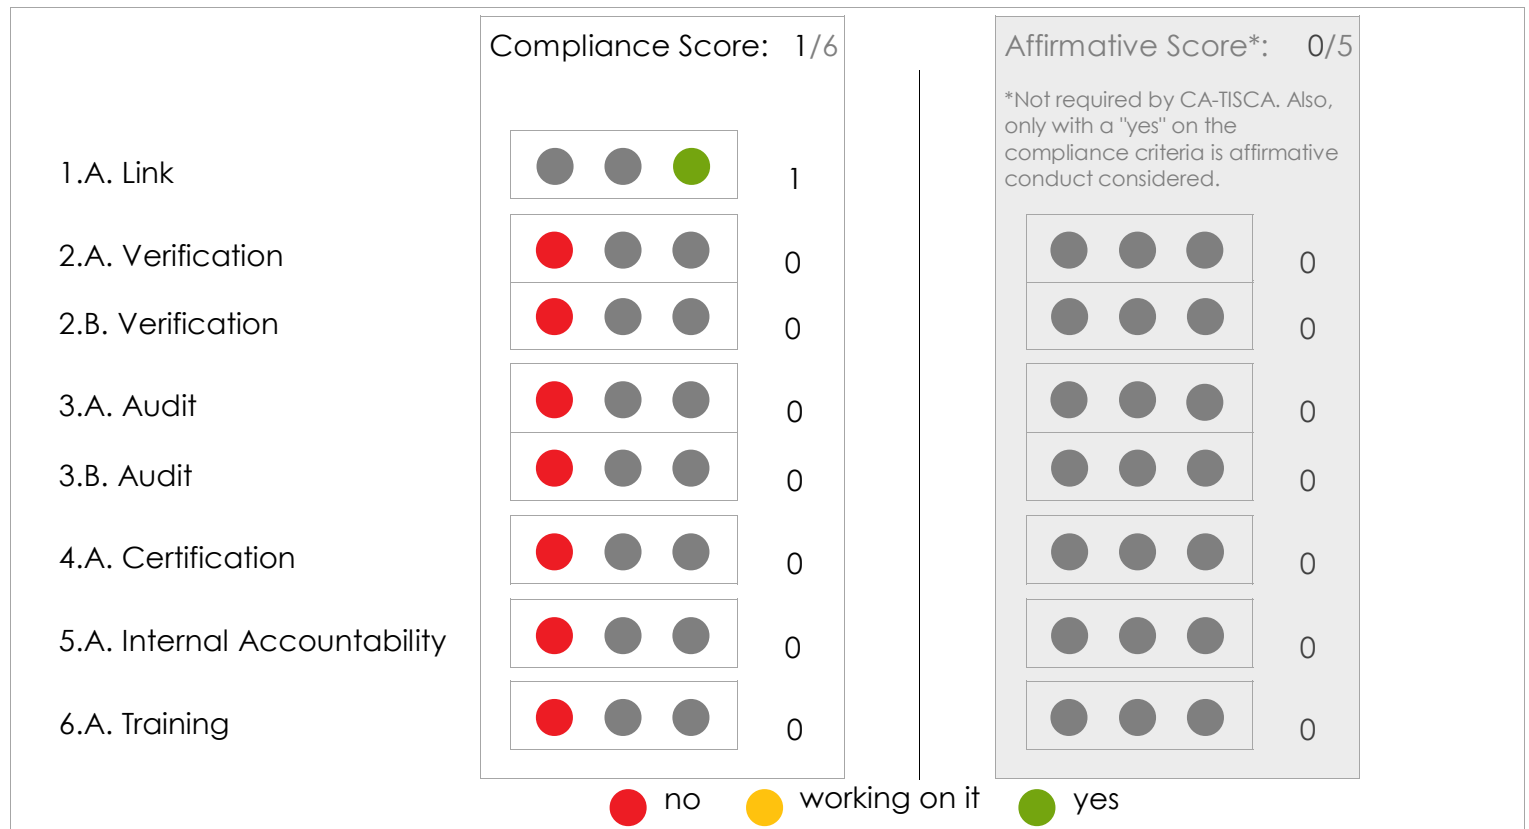 Compliance Score: 1/6
Affirmative Score*: 0/5
*Not required by CA-TISCA. Also,
only with a "yes" on the
compliance criteria is affirmative
conduct considered.
1.A. Link 1
2.A. Verification 0 0
2.B. Verification 0 0
3.A. Audit 0 0
3.B. Audit 0 0
4.A. Certification 0 0
5.A. Internal Accountability 0 0
6.A. Training 0 0
no working on it yes